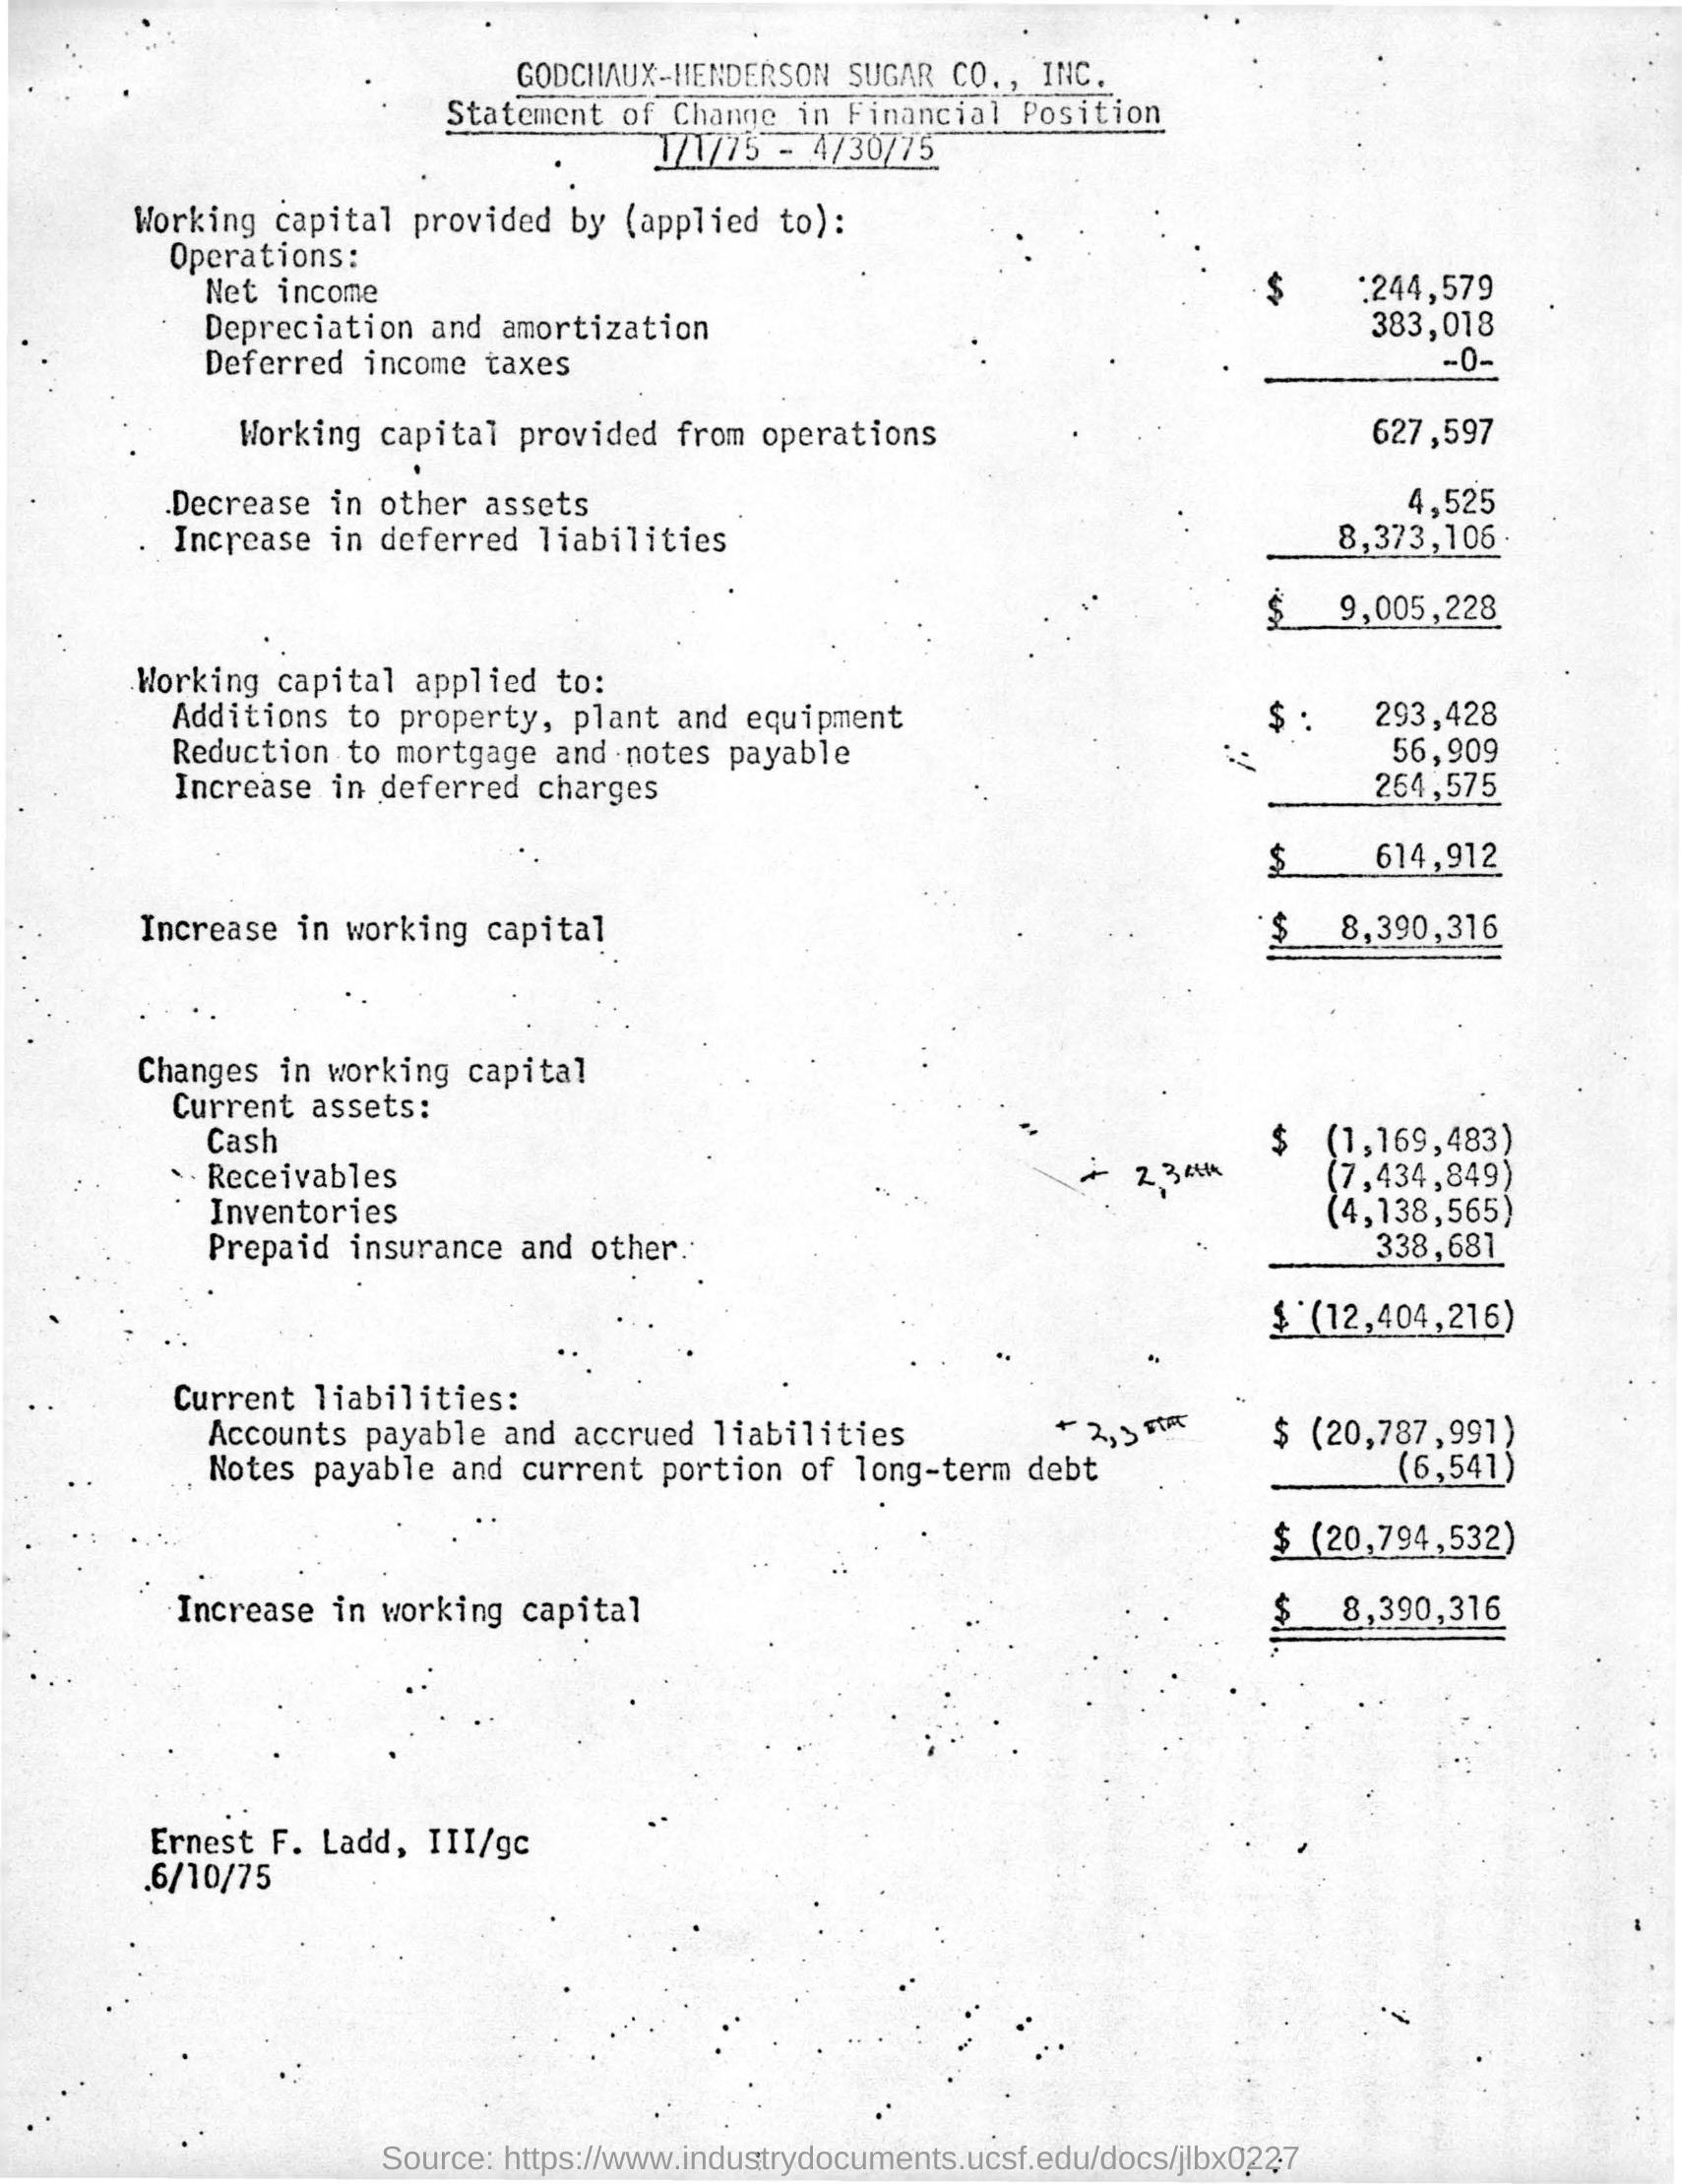 GODCHAUX-HENDERSON SUGAR CO., INC.
Statement of Change in Financial Position
1/1/75 - 4/30/75
Working capital provided by (applied to):
Operations:
Net income $ 244,579
Depreciation and amortization 383,018
Deferred income taxes -0-
Working capital provided from operations 627,597
Decrease in other assets 4,525
Increase in deferred liabilities 8,373,106
$ 9,005,228
Working capital applied to:
Additions to property, plant and equipment $ 293,428
Reduction to mortgage and notes payable 56,909
Increase in deferred charges 264,575
$ 614,912
Increase in working capital $ 8,390,316
Changes in working capital
Current assets:
Cash $ (1,169,483)
Receivables + 2,3 (7,434,849)
Inventories (4,138,565)
Prepaid insurance and other 338,681
$ (12,404,216)
Current liabilities:
Accounts payable and accrued liabilities + 2,3 $ (20,787,991)
Notes payable and current portion of long-term debt (6,541)
$ (20,794,532)
Increase in working capital $ 8,390,316
Ernest F. Ladd, III/gc
6/10/75
Source: https://www.industrydocuments.ucsf.edu/docs/jlbx0227